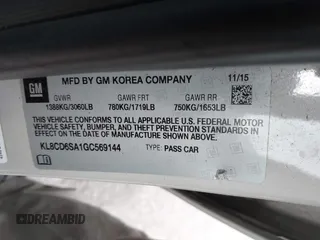 GM
MFD BY GM KOREA COMPANY
11/15
GVWR GAWR FRT GAWR RR
1388KG/3060LB 780KG/1719LB 750KG/1653LB
THIS VEHICLE CONFORMS TO ALL APPLICABLE U.S. FEDERAL MOTOR
VEHICLE SAFETY, BUMPER, AND THEFT PREVENTION STANDARDS
IN EFFECT ON THE DATE OF MANUFACTURE SHOWN ABOVE.
KL8CD6SA1GC569144 TYPE: PASS CAR
DREAMBID